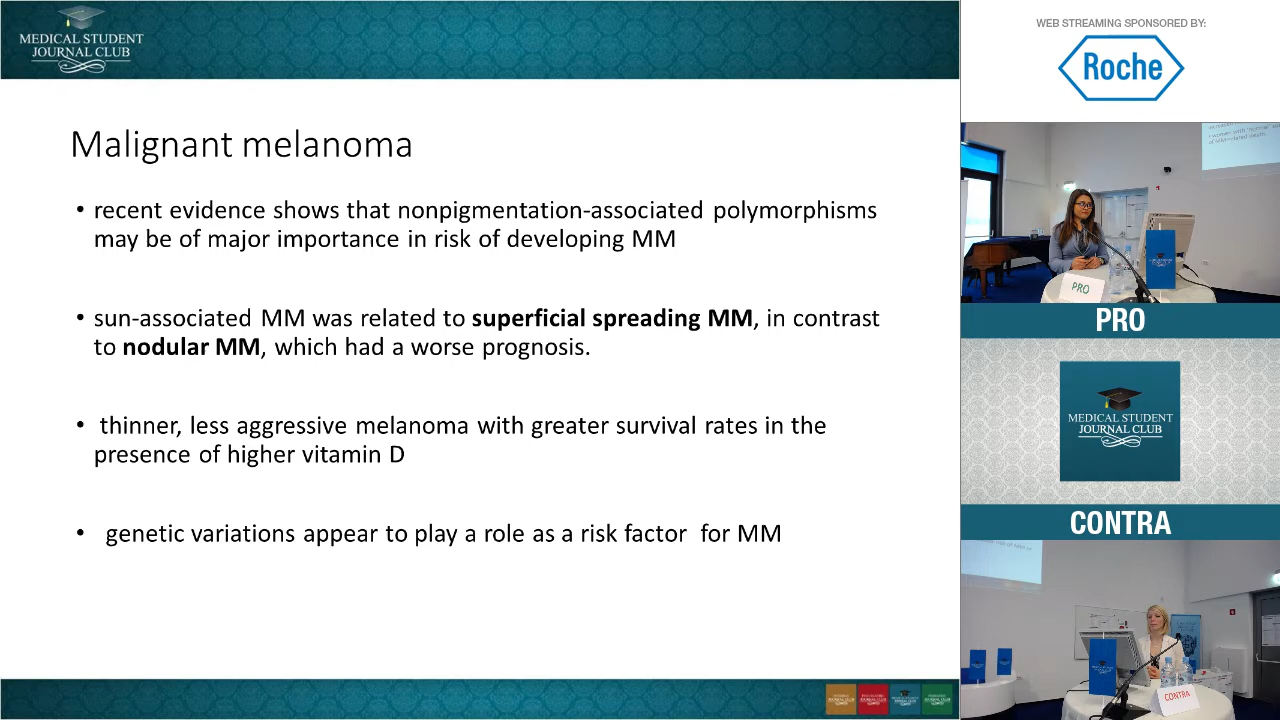 MEDICAL STUDENT
JOURNAL CLUB
Malignant melanoma
• recent evidence shows that nonpigmentation-associated polymorphisms
may be of major importance in risk of developing MM
• sun-associated MM was related to superficial spreading MM, in contrast
to nodular MM, which had a worse prognosis.
• thinner, less aggressive melanoma with greater survival rates in the
presence of higher vitamin D
• genetic variations appear to play a role as a risk factor for MM
WEB STREAMING SPONSORED BY:
Roche
PRO
PRO
MEDICAL STUDENT
JOURNAL CLUB
CONTRA
CONTRA